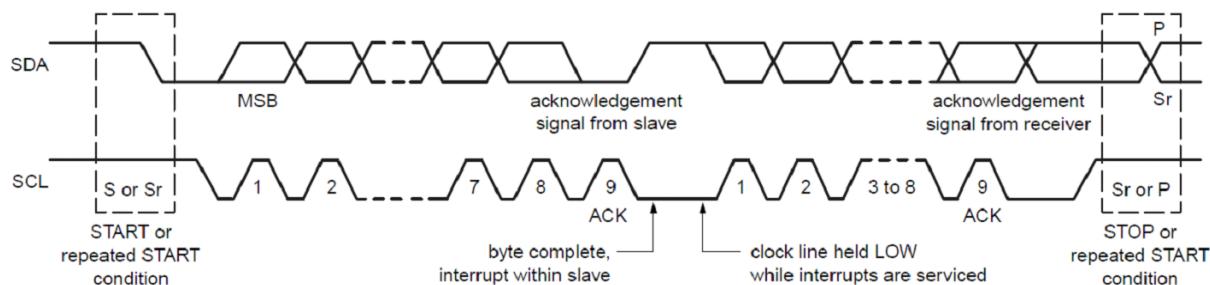 P
SDA
MSB
acknowledgement
signal from slave
acknowledgement
signal from receiver
Sr
SCL
S or Sr
1
2
7
8
9
1
2
3 to 8
9
Sr or P
ACK
ACK
START or
repeated START
condition
byte complete,
interrupt within slave
clock line held LOW
while interrupts are serviced
STOP or
repeated START
condition